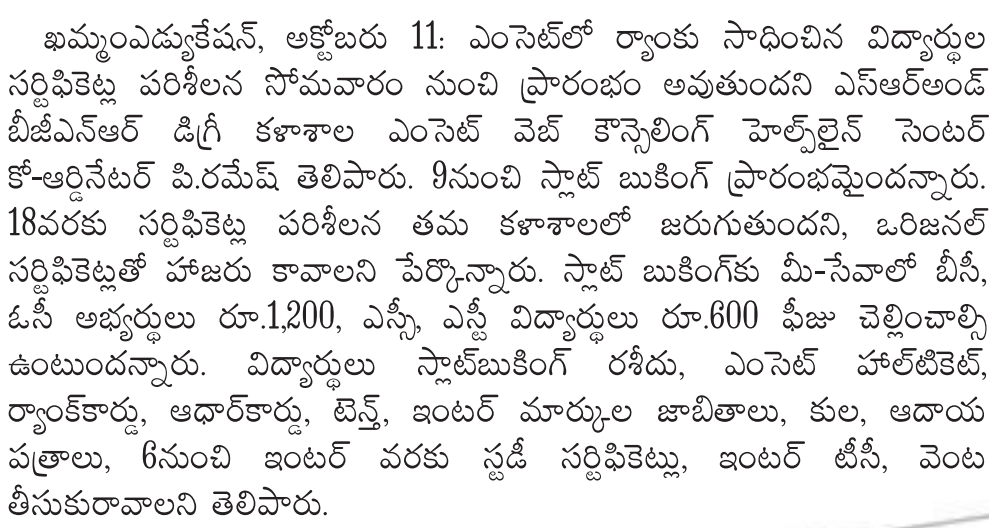 ఖమ్మంఎడ్యుకేషన్, అక్టోబరు 11: ఎంసెట్‌లో ర్యాంకు సాధించిన విద్యార్థుల
సర్టిఫికెట్ల పరిశీలన సోమవారం నుంచి ప్రారంభం అవుతుందని ఎస్ఆర్అండ్
బీజీఎన్ఆర్ డిగ్రీ కళాశాల ఎంసెట్ వెబ్ కౌన్సెలింగ్ హెల్ప్‌లైన్ సెంటర్
కో-ఆర్డినేటర్ పి.రమేష్ తెలిపారు. 9నుంచి స్లాట్ బుకింగ్ ప్రారంభమైందన్నారు.
18వరకు సర్టిఫికెట్ల పరిశీలన తమ కళాశాలలో జరుగుతుందని, ఒరిజనల్
సర్టిఫికెట్లతో హాజరు కావాలని పేర్కొన్నారు. స్లాట్ బుకింగ్‌కు మీ-సేవాలో బీసీ,
ఓసీ అభ్యర్థులు రూ.1,200, ఎస్సీ, ఎస్టీ విద్యార్థులు రూ.600 ఫీజు చెల్లించాల్సి
ఉంటుందన్నారు. విద్యార్థులు స్లాట్‌బుకింగ్ రశీదు, ఎంసెట్ హాల్‌టికెట్,
ర్యాంక్‌కార్డు, ఆధార్‌కార్డు, టెన్త్, ఇంటర్ మార్కుల జాబితాలు, కుల, ఆదాయ
పత్రాలు, 6నుంచి ఇంటర్ వరకు స్టడీ సర్టిఫికెట్లు, ఇంటర్ టీసీ, వెంట
తీసుకురావాలని తెలిపారు.